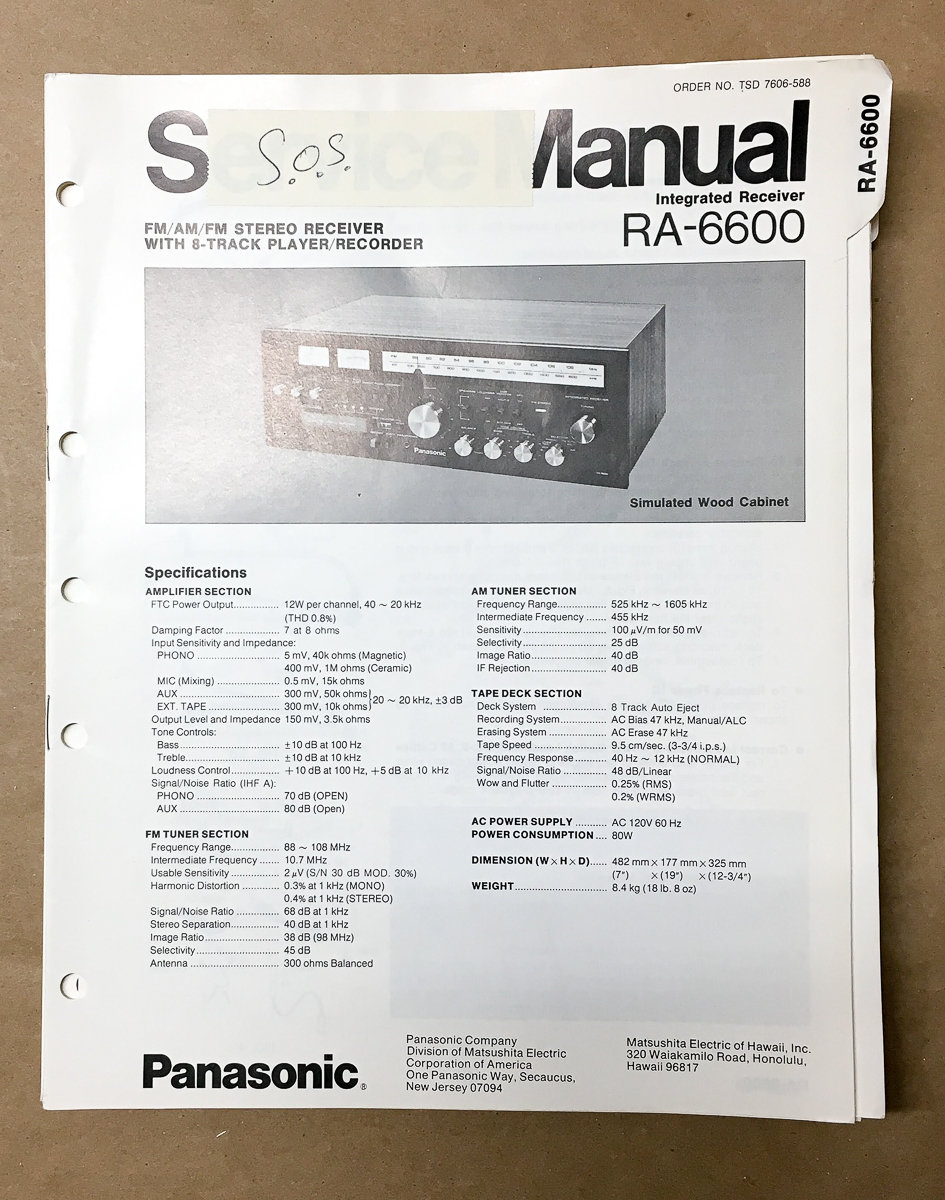 ORDER NO. TSD 7606-588
Service Manual
S.O.S.
RA-6600
Integrated Receiver
RA-6600
FM/AM/FM STEREO RECEIVER
WITH 8-TRACK PLAYER/RECORDER
Panasonic
Simulated Wood Cabinet
Specifications
AMPLIFIER SECTION
FTC Power Output............... 12W per channel, 40 ~ 20 kHz
(THD 0.8%)
Damping Factor .................. 7 at 8 ohms
Input Sensitivity and Impedance:
PHONO ........................... 5 mV, 40k ohms (Magnetic)
400 mV, 1M ohms (Ceramic)
MIC (Mixing) ..................... 0.5 mV, 15k ohms
AUX ................................. 300 mV, 50k ohms
EXT. TAPE ........................ 300 mV, 10k ohms } 20 ~ 20 kHz, ±3 dB
Output Level and Impedance 150 mV, 3.5k ohms
Tone Controls:
Bass.................................. ±10 dB at 100 Hz
Treble................................ ±10 dB at 10 kHz
Loudness Control................ +10 dB at 100 Hz, +5 dB at 10 kHz
Signal/Noise Ratio (IHF A):
PHONO ........................... 70 dB (OPEN)
AUX ................................. 80 dB (Open)
FM TUNER SECTION
Frequency Range................ 88 ~ 108 MHz
Intermediate Frequency ...... 10.7 MHz
Usable Sensitivity ............... 2 μV (S/N 30 dB MOD. 30%)
Harmonic Distortion ............ 0.3% at 1 kHz (MONO)
0.4% at 1 kHz (STEREO)
Signal/Noise Ratio .............. 68 dB at 1 kHz
Stereo Separation................ 40 dB at 1 kHz
Image Ratio........................ 38 dB (98 MHz)
Selectivity........................... 45 dB
Antenna ............................. 300 ohms Balanced
AM TUNER SECTION
Frequency Range................ 525 kHz ~ 1605 kHz
Intermediate Frequency ....... 455 kHz
Sensitivity........................... 100 μV/m for 50 mV
Selectivity........................... 25 dB
Image Ratio........................ 40 dB
IF Rejection........................ 40 dB
TAPE DECK SECTION
Deck System .................... 8 Track Auto Eject
Recording System............... AC Bias 47 kHz, Manual/ALC
Erasing System .................. AC Erase 47 kHz
Tape Speed ....................... 9.5 cm/sec. (3-3/4 i.p.s.)
Frequency Response.......... 40 Hz ~ 12 kHz (NORMAL)
Signal/Noise Ratio ............. 48 dB/Linear
Wow and Flutter ................. 0.25% (RMS)
0.2% (WRMS)
AC POWER SUPPLY .......... AC 120V 60 Hz
POWER CONSUMPTION .... 80W
DIMENSION (W×H×D)...... 482 mm × 177 mm × 325 mm
(7") ×(19") ×(12-3/4")
WEIGHT............................. 8.4 kg (18 lb. 8 oz)
Panasonic®
Panasonic Company
Division of Matsushita Electric
Corporation of America
One Panasonic Way, Secaucus,
New Jersey 07094
Matsushita Electric of Hawaii, Inc.
320 Waiakamilo Road, Honolulu,
Hawaii 96817